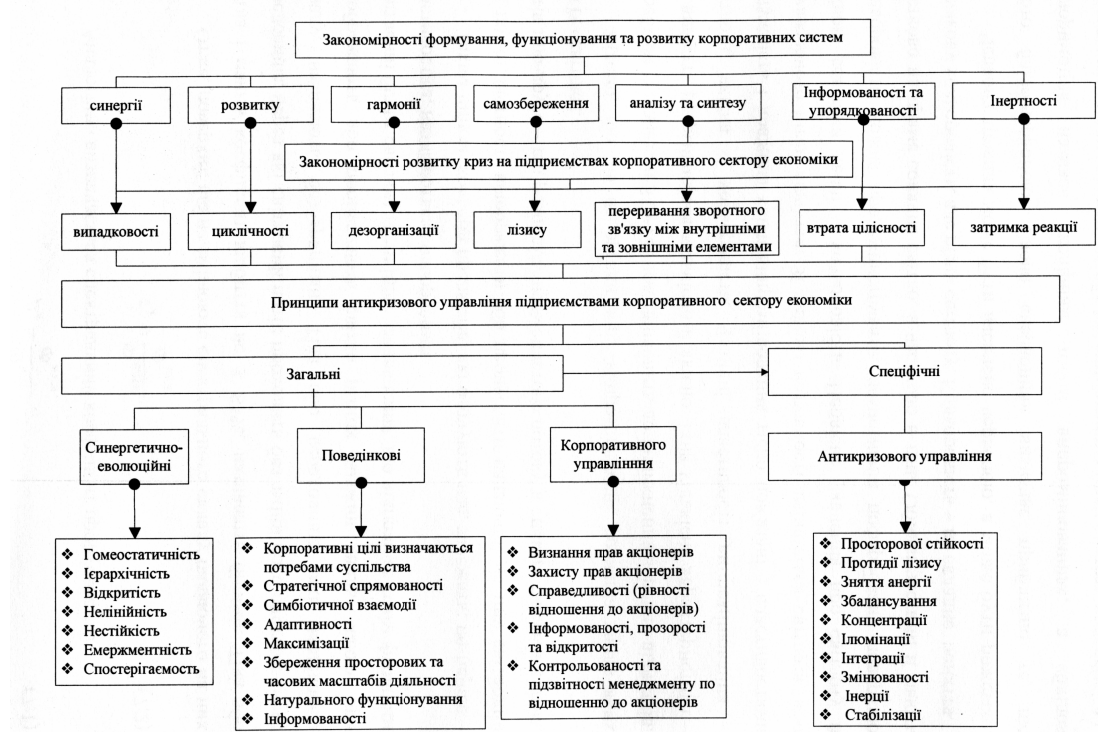 Закономірності формування, функціонування та розвитку корпоративних систем
синергії
розвитку
гармонії
самозбереження
аналізу та синтезу
Інформованості та
упорядкованості
Інертності
Закономірності розвитку криз на підприємствах корпоративного сектору економіки
випадковості
циклічності
дезорганізації
лізису
переривання зворотного
зв'язку між внутрішніми
та зовнішніми елементами
втрата цілісності
затримка реакції
Принципи антикризового управління підприємствами корпоративного сектору економіки
Загальні
Спеціфічні
Синергетично-
еволюційні
Поведінкові
Корпоративного
управлінння
Антикризового управління
❖ Гомеостатичність
❖ Ієрархічність
❖ Відкритість
❖ Нелінійність
❖ Нестійкість
❖ Емержментність
❖ Спостерігаемость
❖ Корпоративні цілі визначаються
потребами суспільства
❖ Стратегічної спрямованості
❖ Симбіотичної взаємодії
❖ Адаптивності
❖ Максимізації
❖ Збереження просторових та
часових масштабів діяльності
❖ Натурального функціонування
❖ Інформованості
❖ Визнання прав акціонерів
❖ Захисту прав акціонерів
❖ Справедливості (рівності
відношення до акціонерів)
❖ Інформованості, прозорості
та відкритості
❖ Контрольованості та
підзвітності менеджменту по
відношенню до акціонерів
❖ Просторової стійкості
❖ Протидії лізису
❖ Зняття анергії
❖ Збалансування
❖ Концентрації
❖ Ілюмінації
❖ Інтеграції
❖ Змінюваності
❖ Інерції
❖ Стабілізації